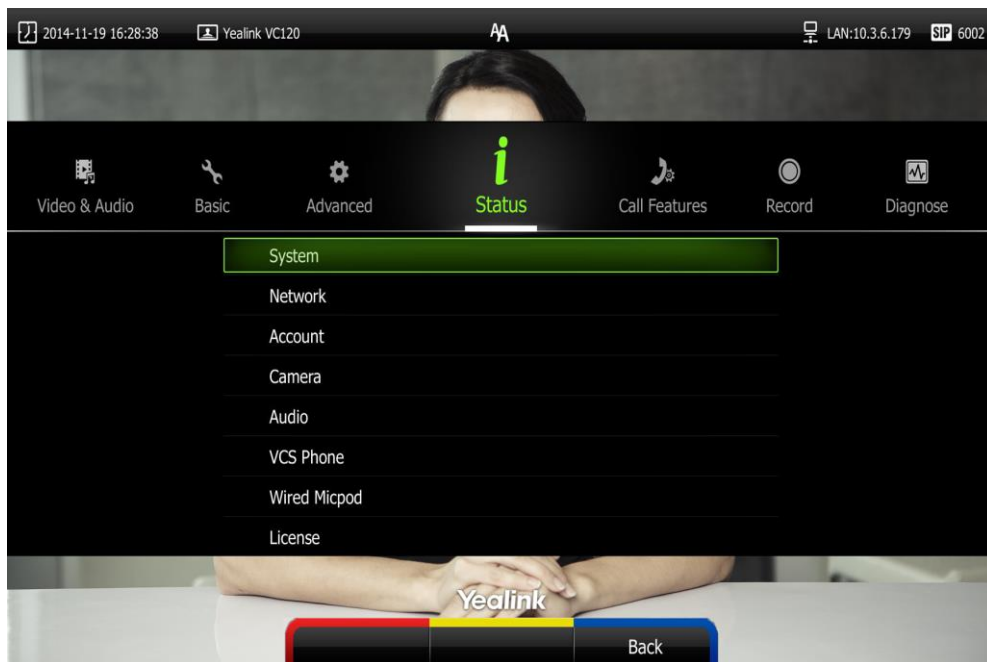 2014-11-19 16:28:38 Yealink VC120 AA LAN:10.3.6.179 SIP 6002
Video & Audio Basic Advanced Status Call Features Record Diagnose
System
Network
Account
Camera
Audio
VCS Phone
Wired Micpod
License
Yealink
Back